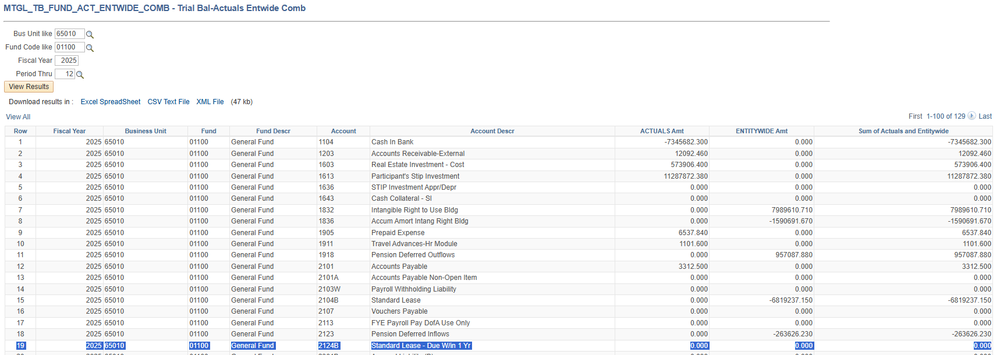 MTGL_TB_FUND_ACT_ENTWIDE_COMB - Trial Bal-Actuals Entwide Comb
Bus Unit like 65010
Fund Code like 01100
Fiscal Year 2025
Period Thru 12
View Results
Download results in : Excel SpreadSheet CSV Text File XML File (47 kb)
View All First 1-100 of 129 Last
Row Fiscal Year Business Unit Fund Fund Descr Account Account Descr ACTUALS Amt ENTITYWIDE Amt Sum of Actuals and Entitywide
1 2025 65010 01100 General Fund 1104 Cash In Bank -7345682.300 0.000 -7345682.300
2 2025 65010 01100 General Fund 1203 Accounts Receivable-External 12092.460 0.000 12092.460
3 2025 65010 01100 General Fund 1603 Real Estate Investment - Cost 573906.400 0.000 573906.400
4 2025 65010 01100 General Fund 1613 Participant's Stip Investment 11287872.380 0.000 11287872.380
5 2025 65010 01100 General Fund 1636 STIP Investment Appr/Depr 0.000 0.000 0.000
6 2025 65010 01100 General Fund 1643 Cash Collateral - Sl 0.000 0.000 0.000
7 2025 65010 01100 General Fund 1832 Intangible Right to Use Bldg 0.000 7989610.710 7989610.710
8 2025 65010 01100 General Fund 1836 Accum Amort Intang Right Bldg 0.000 -1590691.670 -1590691.670
9 2025 65010 01100 General Fund 1905 Prepaid Expense 6537.840 0.000 6537.840
10 2025 65010 01100 General Fund 1911 Travel Advances-Hr Module 1101.600 0.000 1101.600
11 2025 65010 01100 General Fund 1918 Pension Deferred Outflows 0.000 957087.880 957087.880
12 2025 65010 01100 General Fund 2101 Accounts Payable 3312.500 0.000 3312.500
13 2025 65010 01100 General Fund 2101A Accounts Payable Non-Open Item 0.000 0.000 0.000
14 2025 65010 01100 General Fund 2103W Payroll Withholding Liability 0.000 0.000 0.000
15 2025 65010 01100 General Fund 2104B Standard Lease 0.000 -6819237.150 -6819237.150
16 2025 65010 01100 General Fund 2107 Vouchers Payable 0.000 0.000 0.000
17 2025 65010 01100 General Fund 2113 FYE Payroll Pay DofA Use Only 0.000 0.000 0.000
18 2025 65010 01100 General Fund 2123 Pension Deferred Inflows 0.000 -263626.230 -263626.230
19 2025 65010 01100 General Fund 2124B Standard Lease - Due W/in 1 Yr 0.000 0.000 0.000